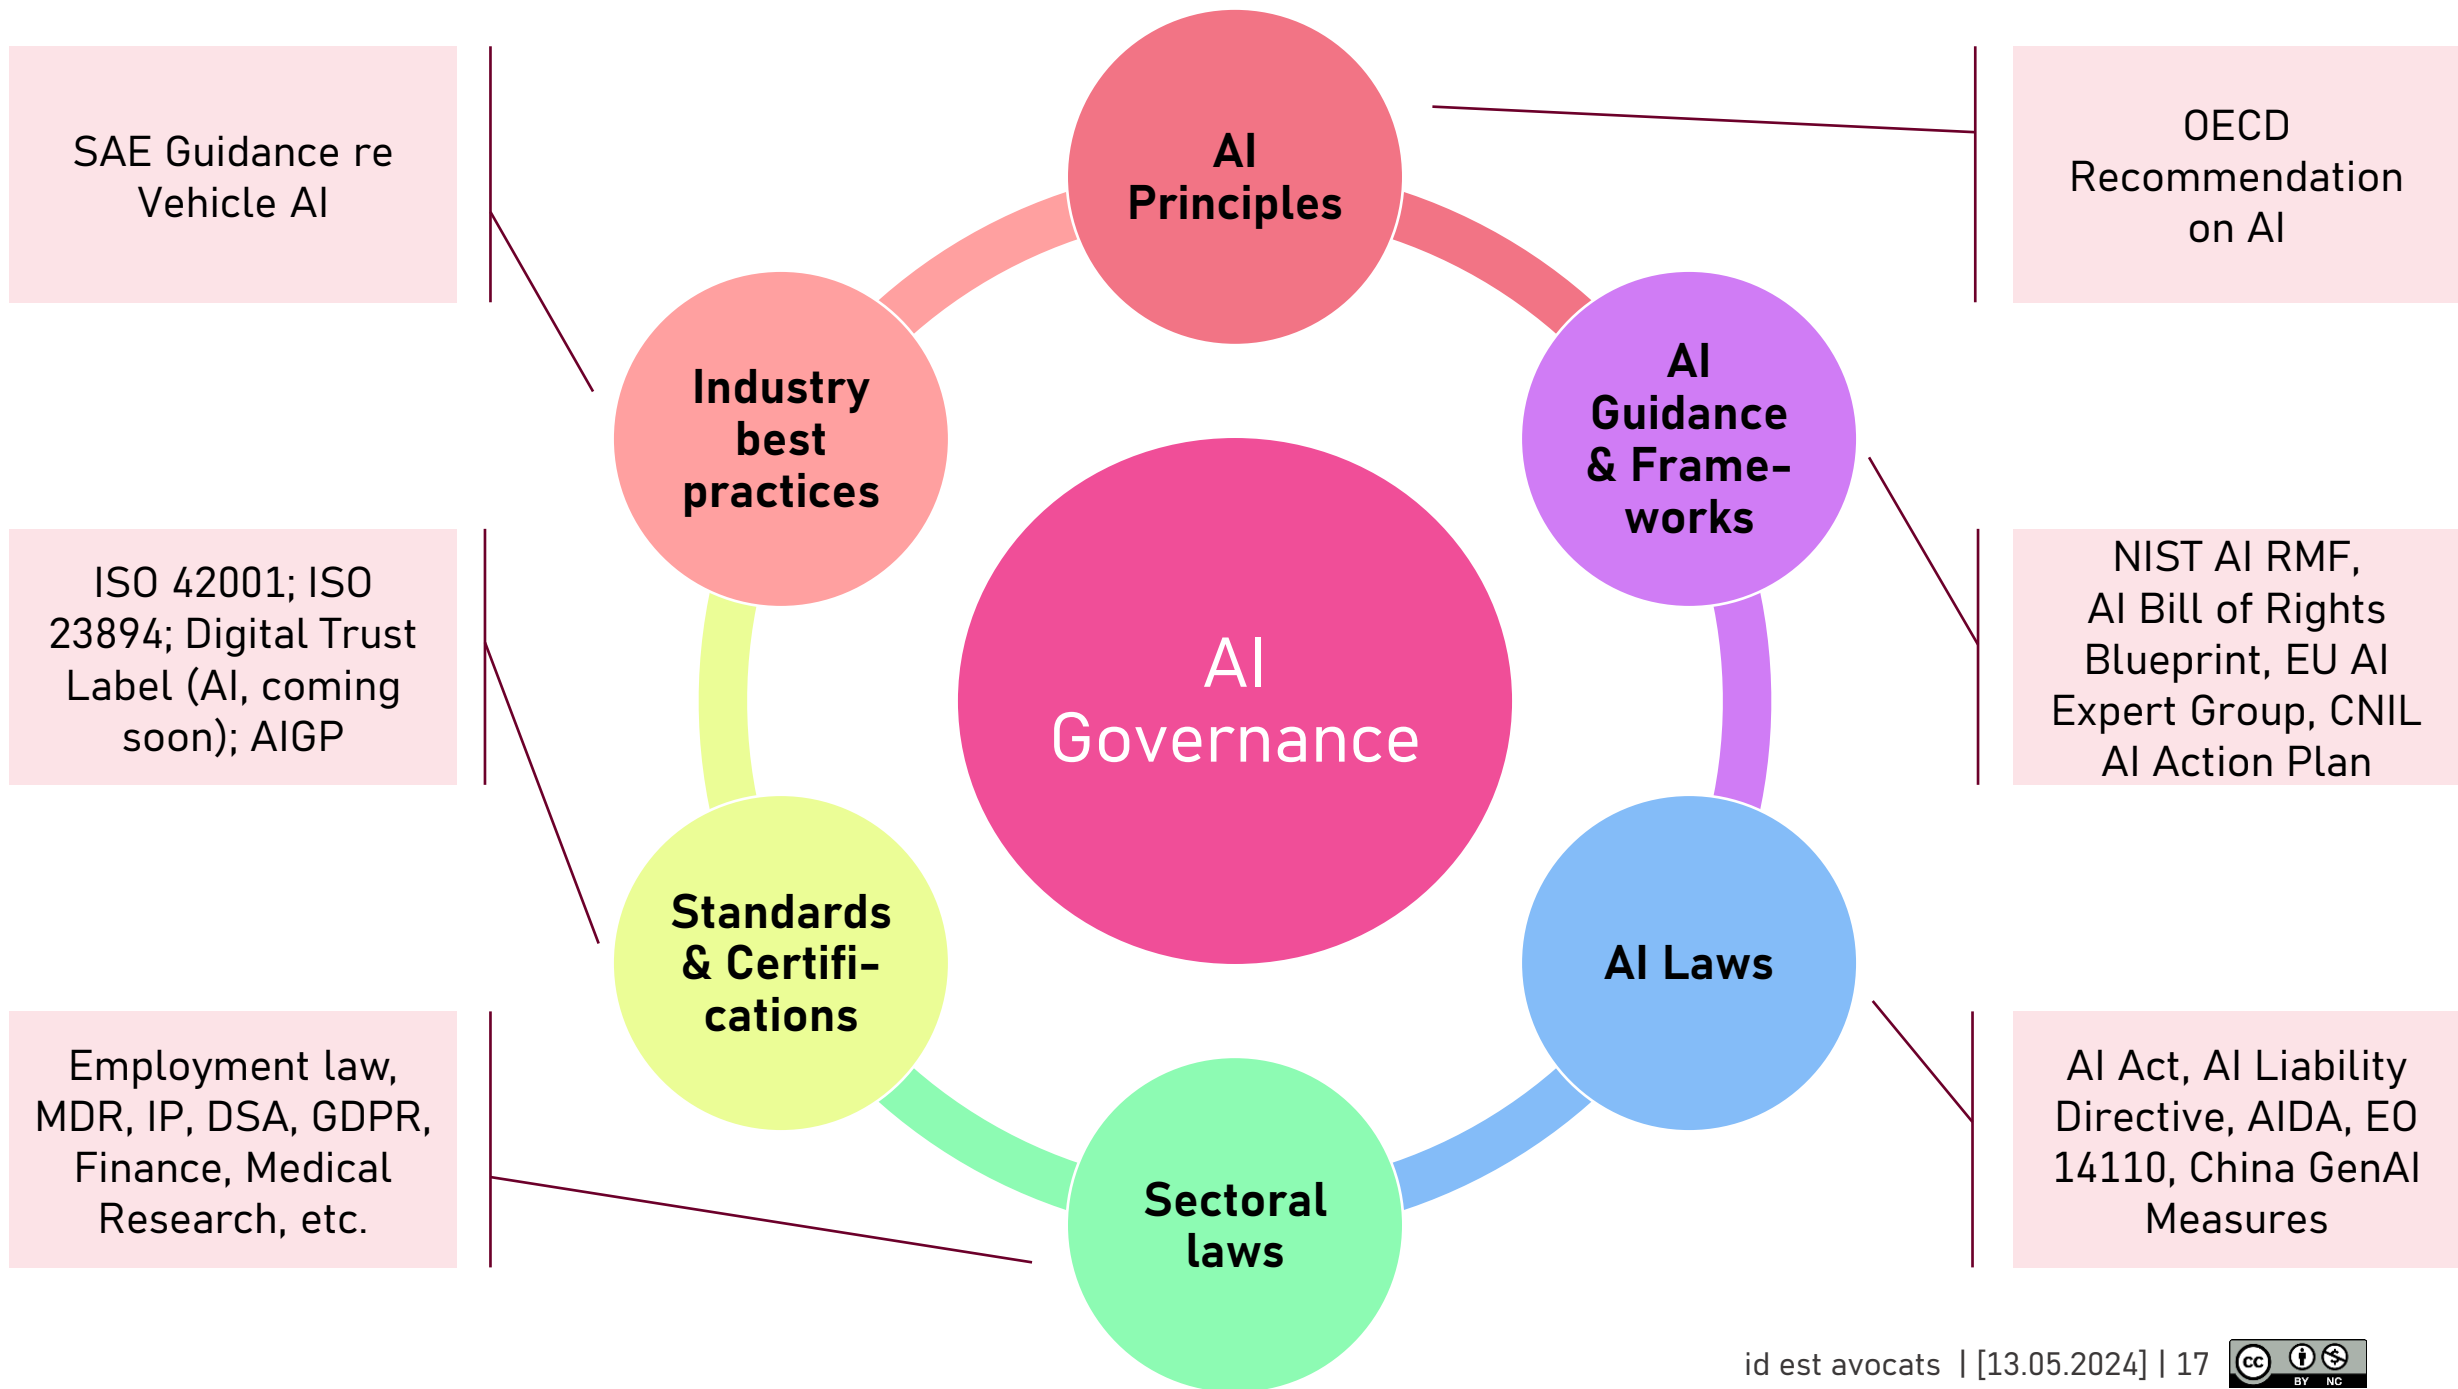 SAE Guidance re
Vehicle AI
AI
Principles
OECD
Recommendation
on AI
Industry
best
practices
AI
Guidance
& Frame-
works
ISO 42001; ISO
23894; Digital Trust
Label (AI, coming
soon); AIGP
AI
Governance
NIST AI RMF,
AI Bill of Rights
Blueprint, EU AI
Expert Group, CNIL
AI Action Plan
Standards
& Certifi-
cations
AI Laws
Employment law,
MDR, IP, DSA, GDPR,
Finance, Medical
Research, etc.
Sectoral
laws
AI Act, AI Liability
Directive, AIDA, EO
14110, China GenAI
Measures
id est avocats | [13.05.2024] | 17
cc
BY NC